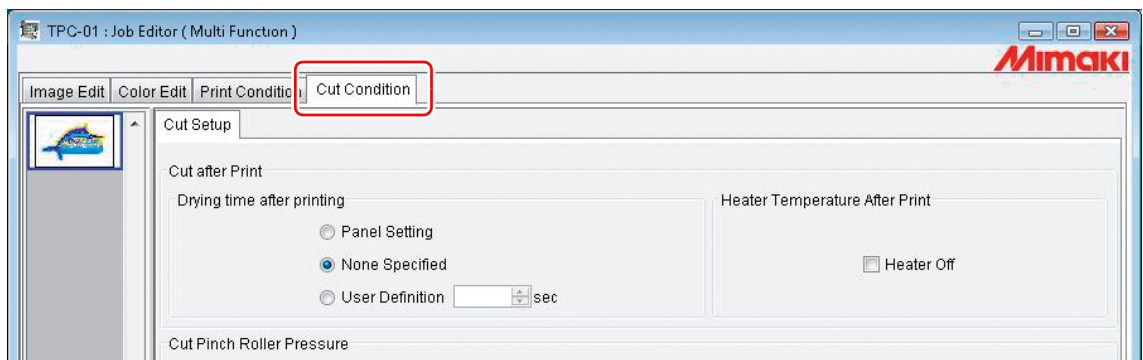 TPC-01 : Job Editor ( Multi Function )
Mimaki
Image Edit Color Edit Print Condition Cut Condition
Cut Setup
Cut after Print
Drying time after printing Heater Temperature After Print
Panel Setting
None Specified Heater Off
User Definition sec
Cut Pinch Roller Pressure